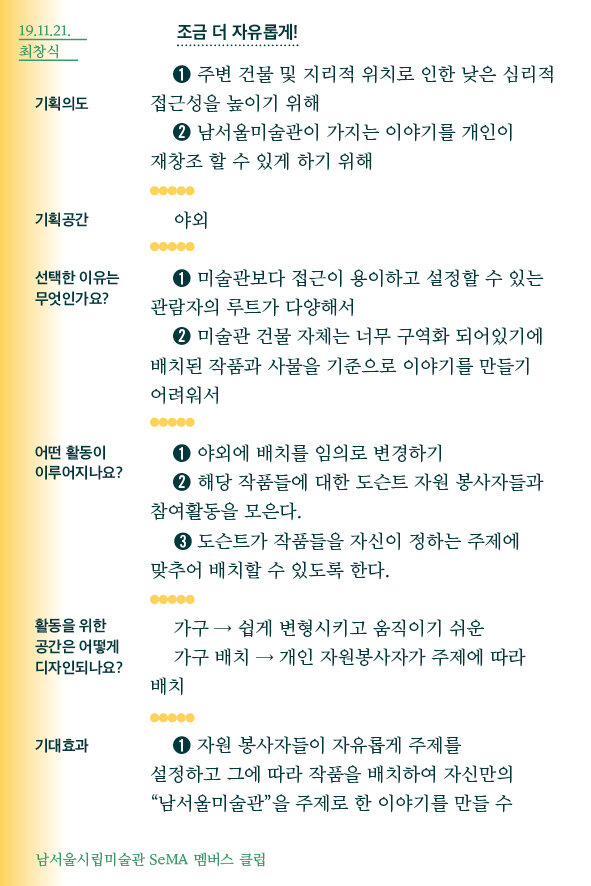 19.11.21.
최창식
조금 더 자유롭게!
기획의도
❶ 주변 건물 및 지리적 위치로 인한 낮은 심리적
접근성을 높이기 위해
❷ 남서울미술관이 가지는 이야기를 개인이
재창조 할 수 있게 하기 위해
기획공간
야외
선택한 이유는
무엇인가요?
❶ 미술관보다 접근이 용이하고 설정할 수 있는
관람자의 루트가 다양해서
❷ 미술관 건물 자체는 너무 구역화 되어있기에
배치된 작품과 사물을 기준으로 이야기를 만들기
어려워서
어떤 활동이
이루어지나요?
❶ 야외에 배치를 임의로 변경하기
❷ 해당 작품들에 대한 도슨트 자원 봉사자들과
참여활동을 모은다.
❸ 도슨트가 작품들을 자신이 정하는 주제에
맞추어 배치할 수 있도록 한다.
활동을 위한
공간은 어떻게
디자인되나요?
가구 → 쉽게 변형시키고 움직이기 쉬운
가구 배치 → 개인 자원봉사자가 주제에 따라
배치
기대효과
❶ 자원 봉사자들이 자유롭게 주제를
설정하고 그에 따라 작품을 배치하여 자신만의
“남서울미술관”을 주제로 한 이야기를 만들 수
남서울시립미술관 SeMA 멤버스 클럽